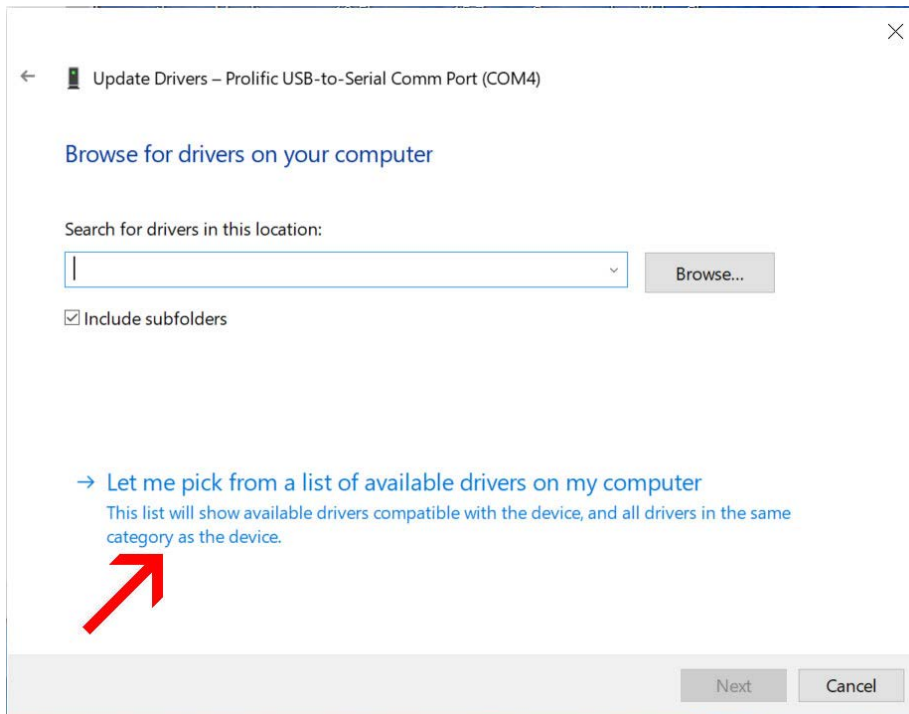 Update Drivers – Prolific USB-to-Serial Comm Port (COM4)
Browse for drivers on your computer
Search for drivers in this location:
Browse...
Include subfolders
Let me pick from a list of available drivers on my computer
This list will show available drivers compatible with the device, and all drivers in the same
category as the device.
Next
Cancel